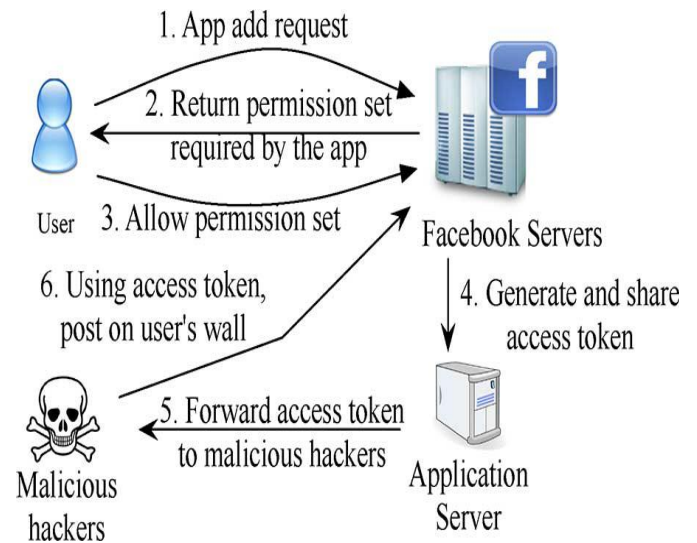 1. App add request
f
2. Return permission set
required by the app
User
3. Allow permission set
Facebook Servers
6. Using access token,
post on user's wall
4. Generate and share
access token
5. Forward access token
to malicious hackers
Malicious
hackers
Application
Server